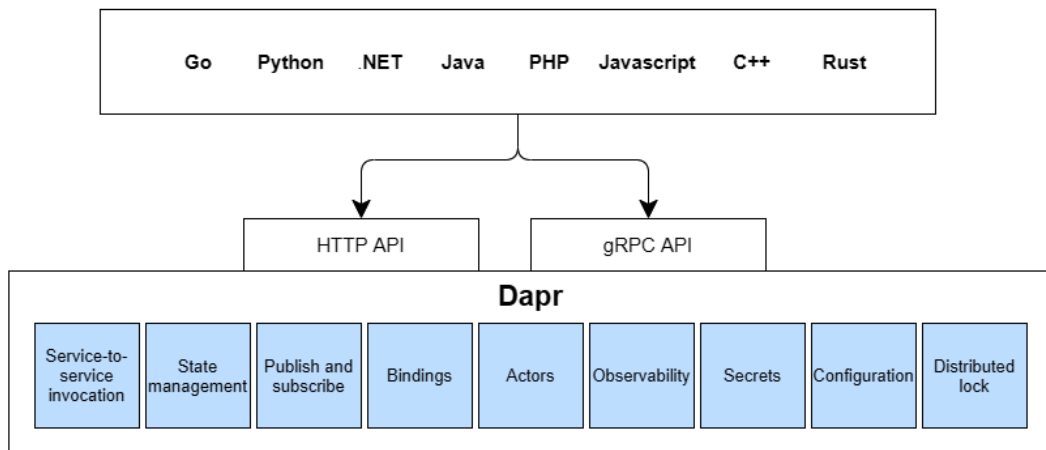 Go Python .NET Java PHP Javascript C++ Rust
HTTP API gRPC API
Dapr
Service-to-
service
invocation
State
management
Publish and
subscribe
Bindings
Actors
Observability
Secrets
Configuration
Distributed
lock